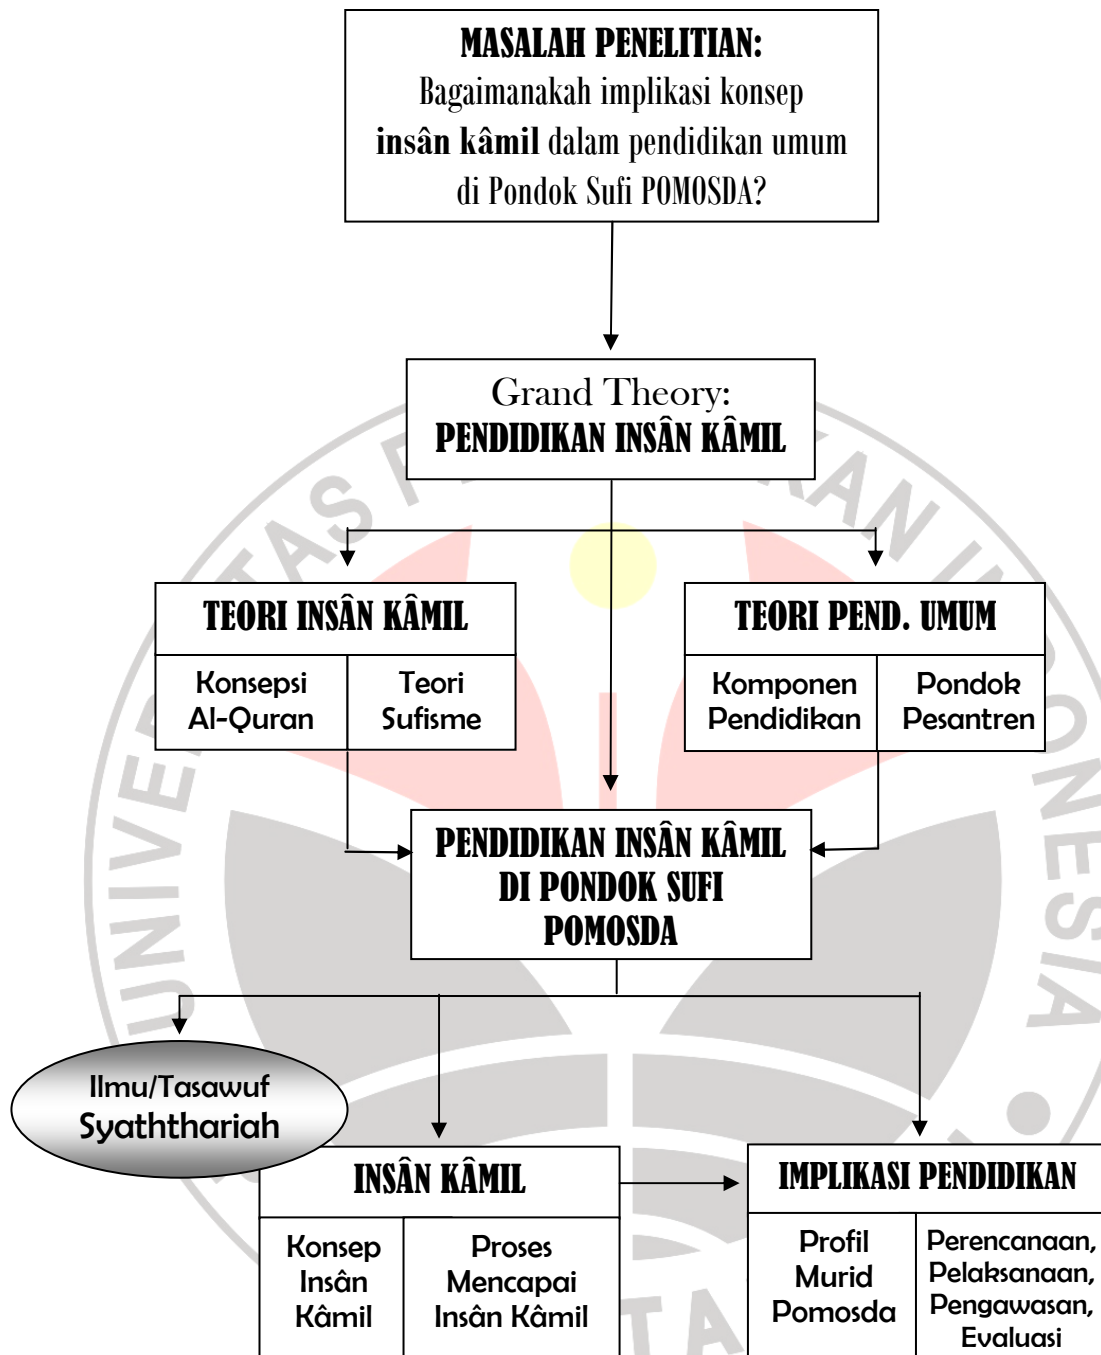 MASALAH PENELITIAN:
Bagaimanakah implikasi konsep
insân kâmil dalam pendidikan umum
di Pondok Sufi POMOSDA?
Grand Theory:
PENDIDIKAN INSÂN KÂMIL
TEORI INSÂN KÂMIL
Konsepsi
Al-Quran
Teori
Sufisme
TEORI PEND. UMUM
Komponen
Pendidikan
Pondok
Pesantren
PENDIDIKAN INSÂN KÂMIL
DI PONDOK SUFI
POMOSDA
Ilmu/Tasawuf
Syaththariah
INSÂN KÂMIL
Konsep
Insân
Kâmil
Proses
Mencapai
Insân Kâmil
IMPLIKASI PENDIDIKAN
Profil
Murid
Pomosda
Perencanaan,
Pelaksanaan,
Pengawasan,
Evaluasi